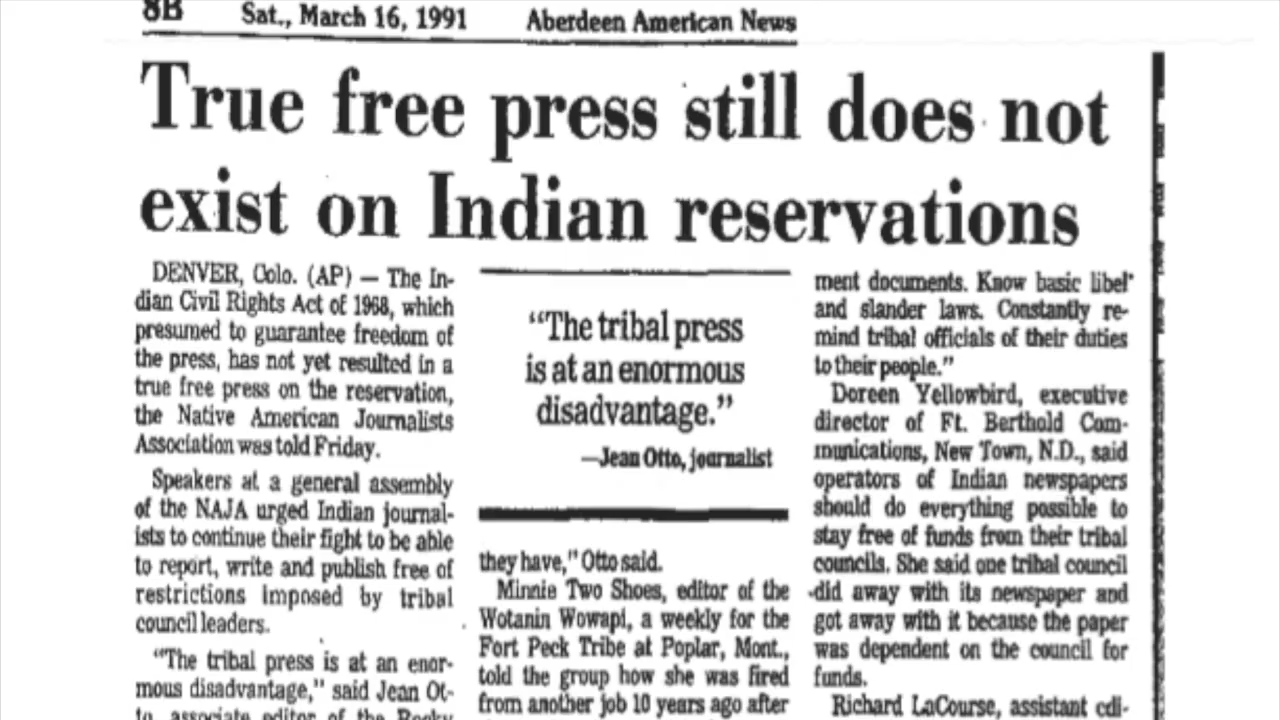 8B Sat., March 16, 1991 Aberdeen American News
True free press still does not
exist on Indian reservations
DENVER, Colo. (AP) — The In-
dian Civil Rights Act of 1968, which
presumed to guarantee freedom of
the press, has not yet resulted in a
true free press on the reservation,
the Native American Journalists
Association was told Friday.
Speakers at a general assembly
of the NAJA urged Indian journal-
ists to continue their fight to be able
to report, write and publish free of
restrictions imposed by tribal
council leaders.
“The tribal press is at an enor-
mous disadvantage,” said Jean Ot-
to, associate editor of the Rocky
“The tribal press
is at an enormous
disadvantage.”
—Jean Otto, journalist
they have,” Otto said.
Minnie Two Shoes, editor of the
Wotanin Wowapi, a weekly for the
Fort Peck Tribe at Poplar, Mont.,
told the group how she was fired
from another job 10 years ago after
ment documents. Know basic libel
and slander laws. Constantly re-
mind tribal officials of their duties
to their people.”
Doreen Yellowbird, executive
director of Ft. Berthold Com-
munications, New Town, N.D., said
operators of Indian newspapers
should do everything possible to
stay free of funds from their tribal
councils. She said one tribal council
did away with its newspaper and
got away with it because the paper
was dependent on the council for
funds.
Richard LaCourse, assistant edi-